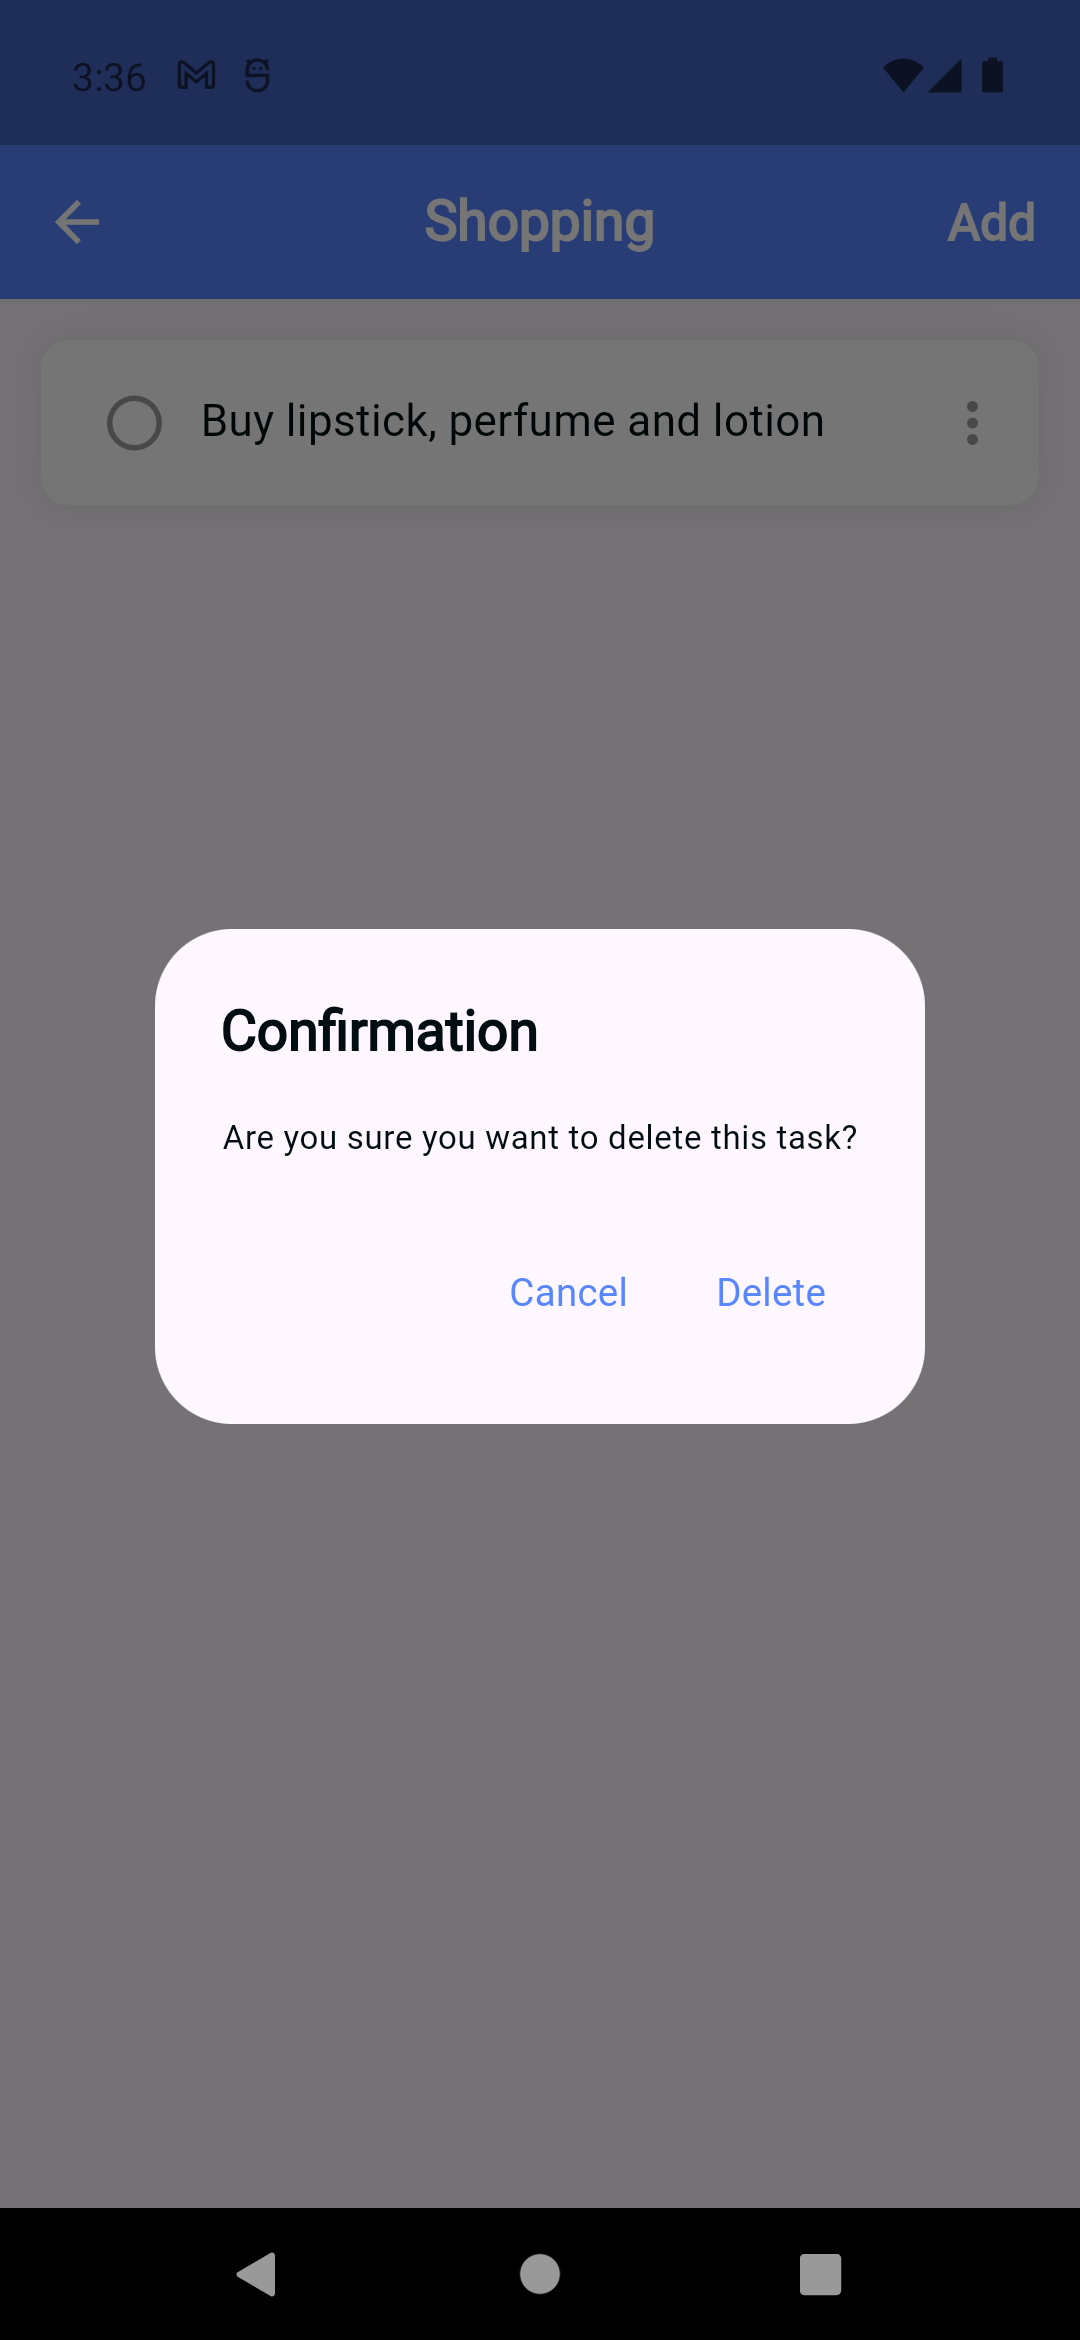 3:36
Shopping
Add
Buy lipstick, perfume and lotion
Confirmation
Are you sure you want to delete this task?
Cancel
Delete